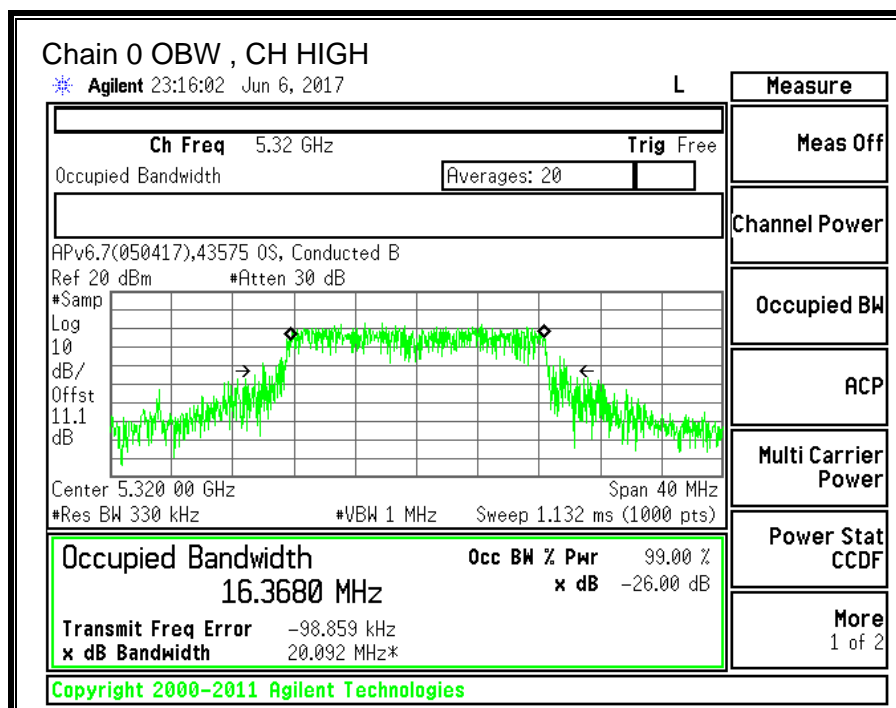 Chain 0 OBW , CH HIGH
Agilent 23:16:02 Jun 6, 2017 L
Measure
Ch Freq 5.32 GHz Trig Free
Occupied Bandwidth Averages: 20
APv6.7(050417),43575 OS, Conducted B
Ref 20 dBm #Atten 30 dB
#Samp
Log
10
dB/
Offst
11.1
dB
Center 5.320 00 GHz Span 40 MHz
#Res BW 330 kHz #VBW 1 MHz Sweep 1.132 ms (1000 pts)
Occupied Bandwidth
16.3680 MHz
Occ BW % Pwr 99.00 %
x dB -26.00 dB
Transmit Freq Error -98.859 kHz
x dB Bandwidth 20.092 MHz*
Meas Off
Channel Power
Occupied BW
ACP
Multi Carrier
Power
Power Stat
CCDF
More
1 of 2
Copyright 2000-2011 Agilent Technologies